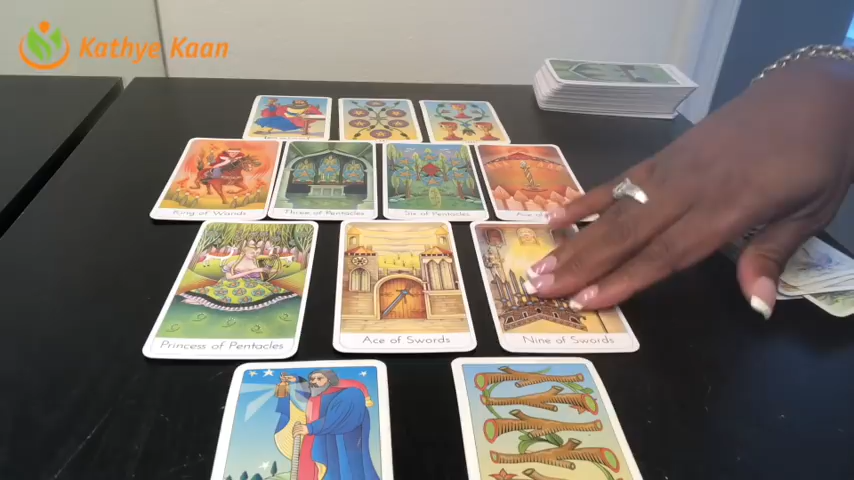 Kathye Kaan
King of Wands
Three of Pentacles
Six of Pentacles
Princess of Pentacles
Ace of Swords
Nine of Swords